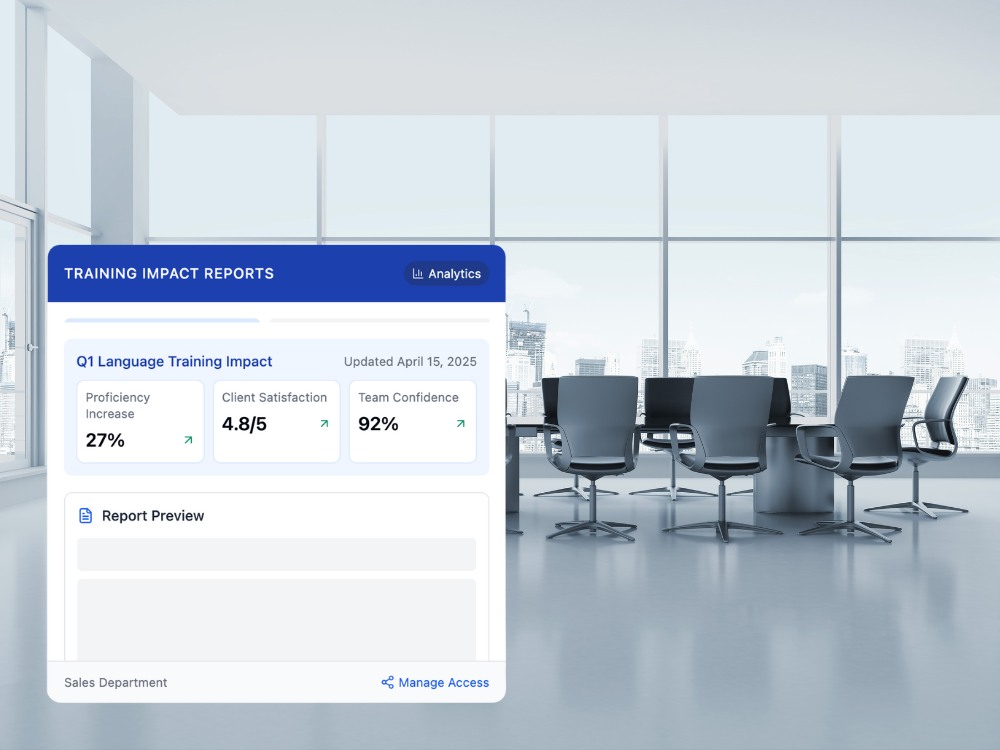 TRAINING IMPACT REPORTS
Analytics
Q1 Language Training Impact
Updated April 15, 2025
Proficiency
Increase
27%
Client Satisfaction
4.8/5
Team Confidence
92%
Report Preview
Sales Department
Manage Access